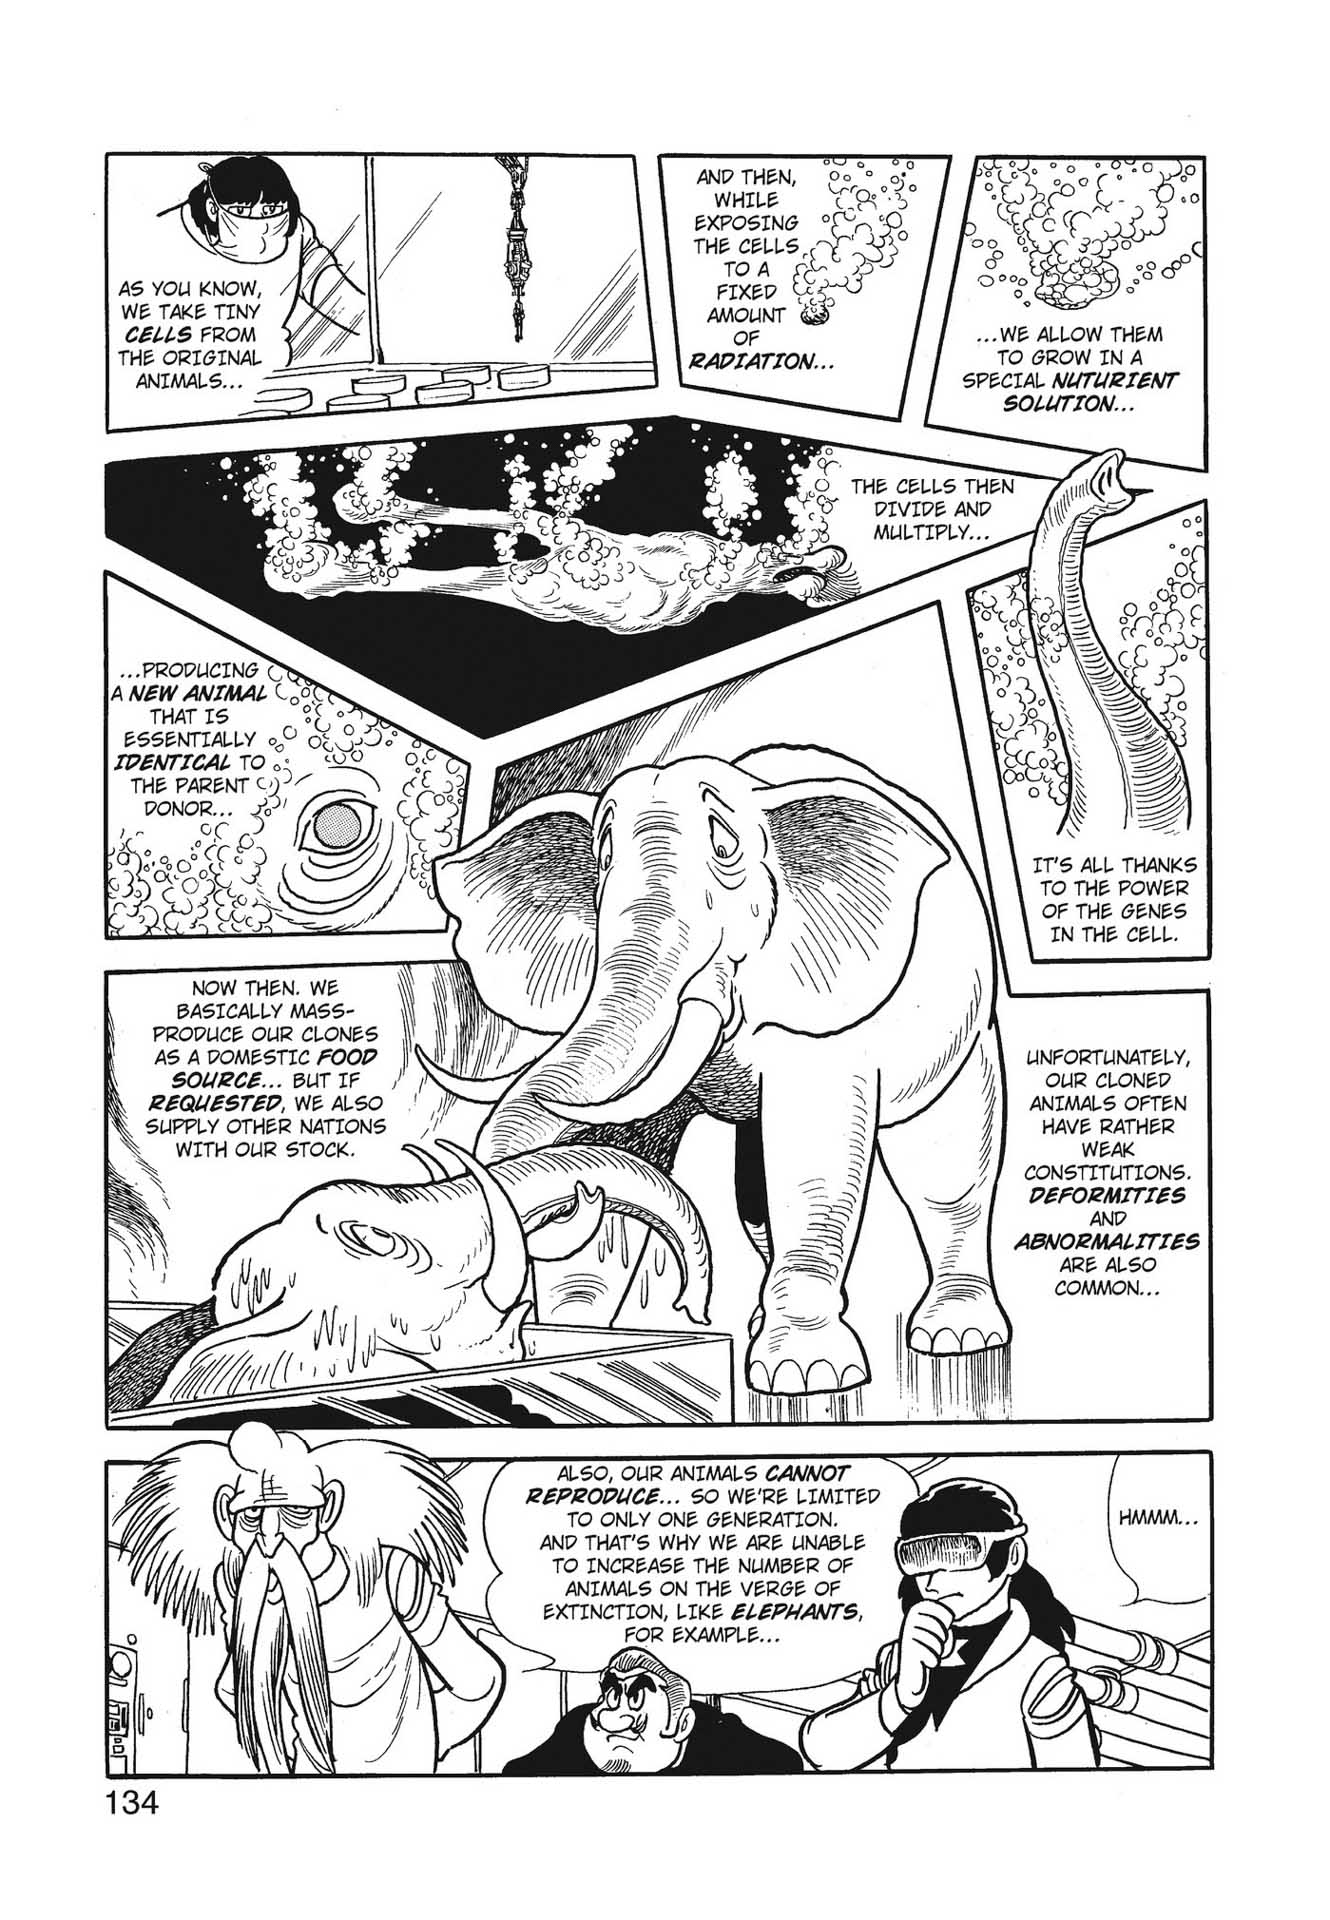 AS YOU KNOW,
WE TAKE TINY
CELLS FROM
THE ORIGINAL
ANIMALS...
AND THEN,
WHILE
EXPOSING
THE CELLS
TO A
FIXED
AMOUNT
OF
RADIATION...
...WE ALLOW THEM
TO GROW IN A
SPECIAL NUTURIENT
SOLUTION...
THE CELLS THEN
DIVIDE AND
MULTIPLY...
...PRODUCING
A NEW ANIMAL
THAT IS
ESSENTIALLY
IDENTICAL TO
THE PARENT
DONOR...
IT'S ALL THANKS
TO THE POWER
OF THE GENES
IN THE CELL.
NOW THEN. WE
BASICALLY MASS-
PRODUCE OUR CLONES
AS A DOMESTIC FOOD
SOURCE... BUT IF
REQUESTED, WE ALSO
SUPPLY OTHER NATIONS
WITH OUR STOCK.
UNFORTUNATELY,
OUR CLONED
ANIMALS OFTEN
HAVE RATHER
WEAK
CONSTITUTIONS.
DEFORMITIES
AND
ABNORMALITIES
ARE ALSO
COMMON...
ALSO, OUR ANIMALS CANNOT
REPRODUCE... SO WE'RE LIMITED
TO ONLY ONE GENERATION.
AND THAT'S WHY WE ARE UNABLE
TO INCREASE THE NUMBER OF
ANIMALS ON THE VERGE OF
EXTINCTION, LIKE ELEPHANTS,
FOR EXAMPLE...
HMMM...
134